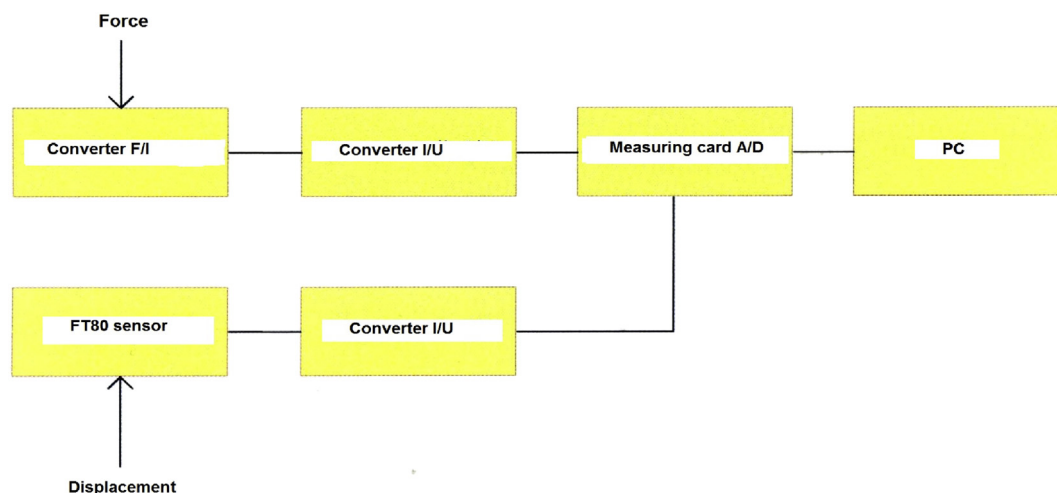 Force
Converter F/I
Converter I/U
Measuring card A/D
PC
FT80 sensor
Converter I/U
Displacement